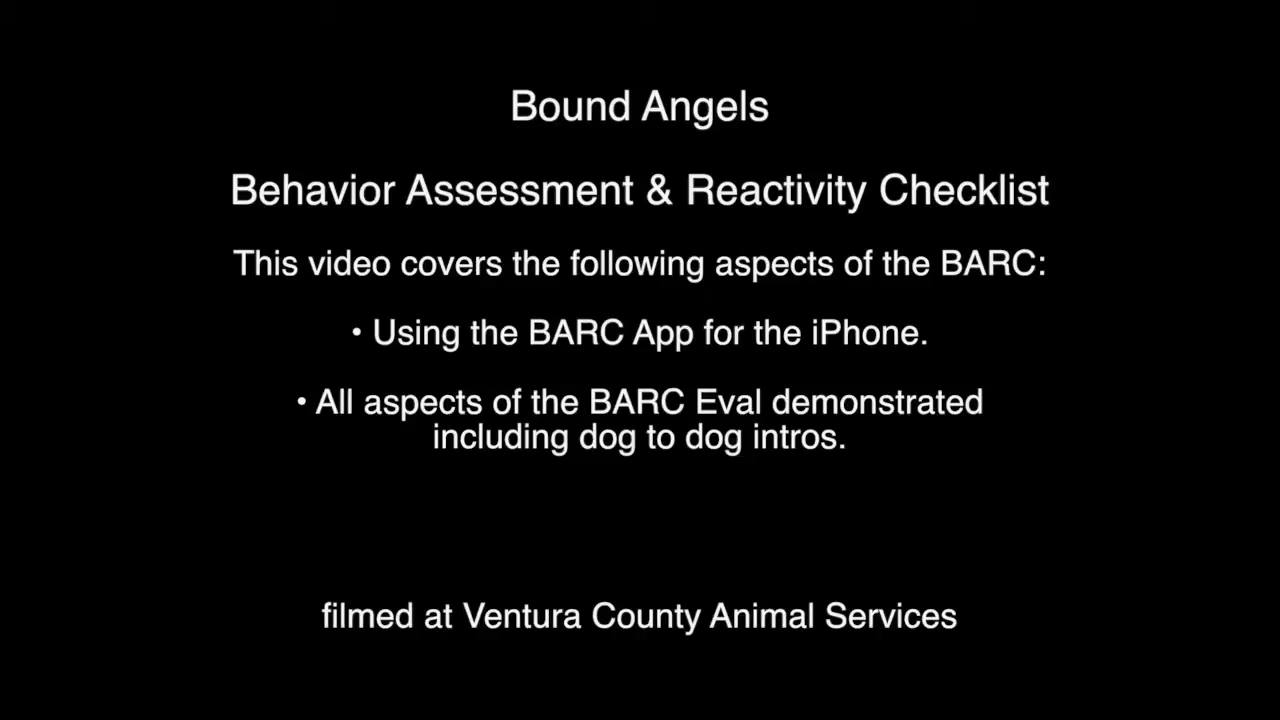 Bound Angels
Behavior Assessment & Reactivity Checklist
This video covers the following aspects of the BARC:
• Using the BARC App for the iPhone.
• All aspects of the BARC Eval demonstrated
including dog to dog intros.
filmed at Ventura County Animal Services